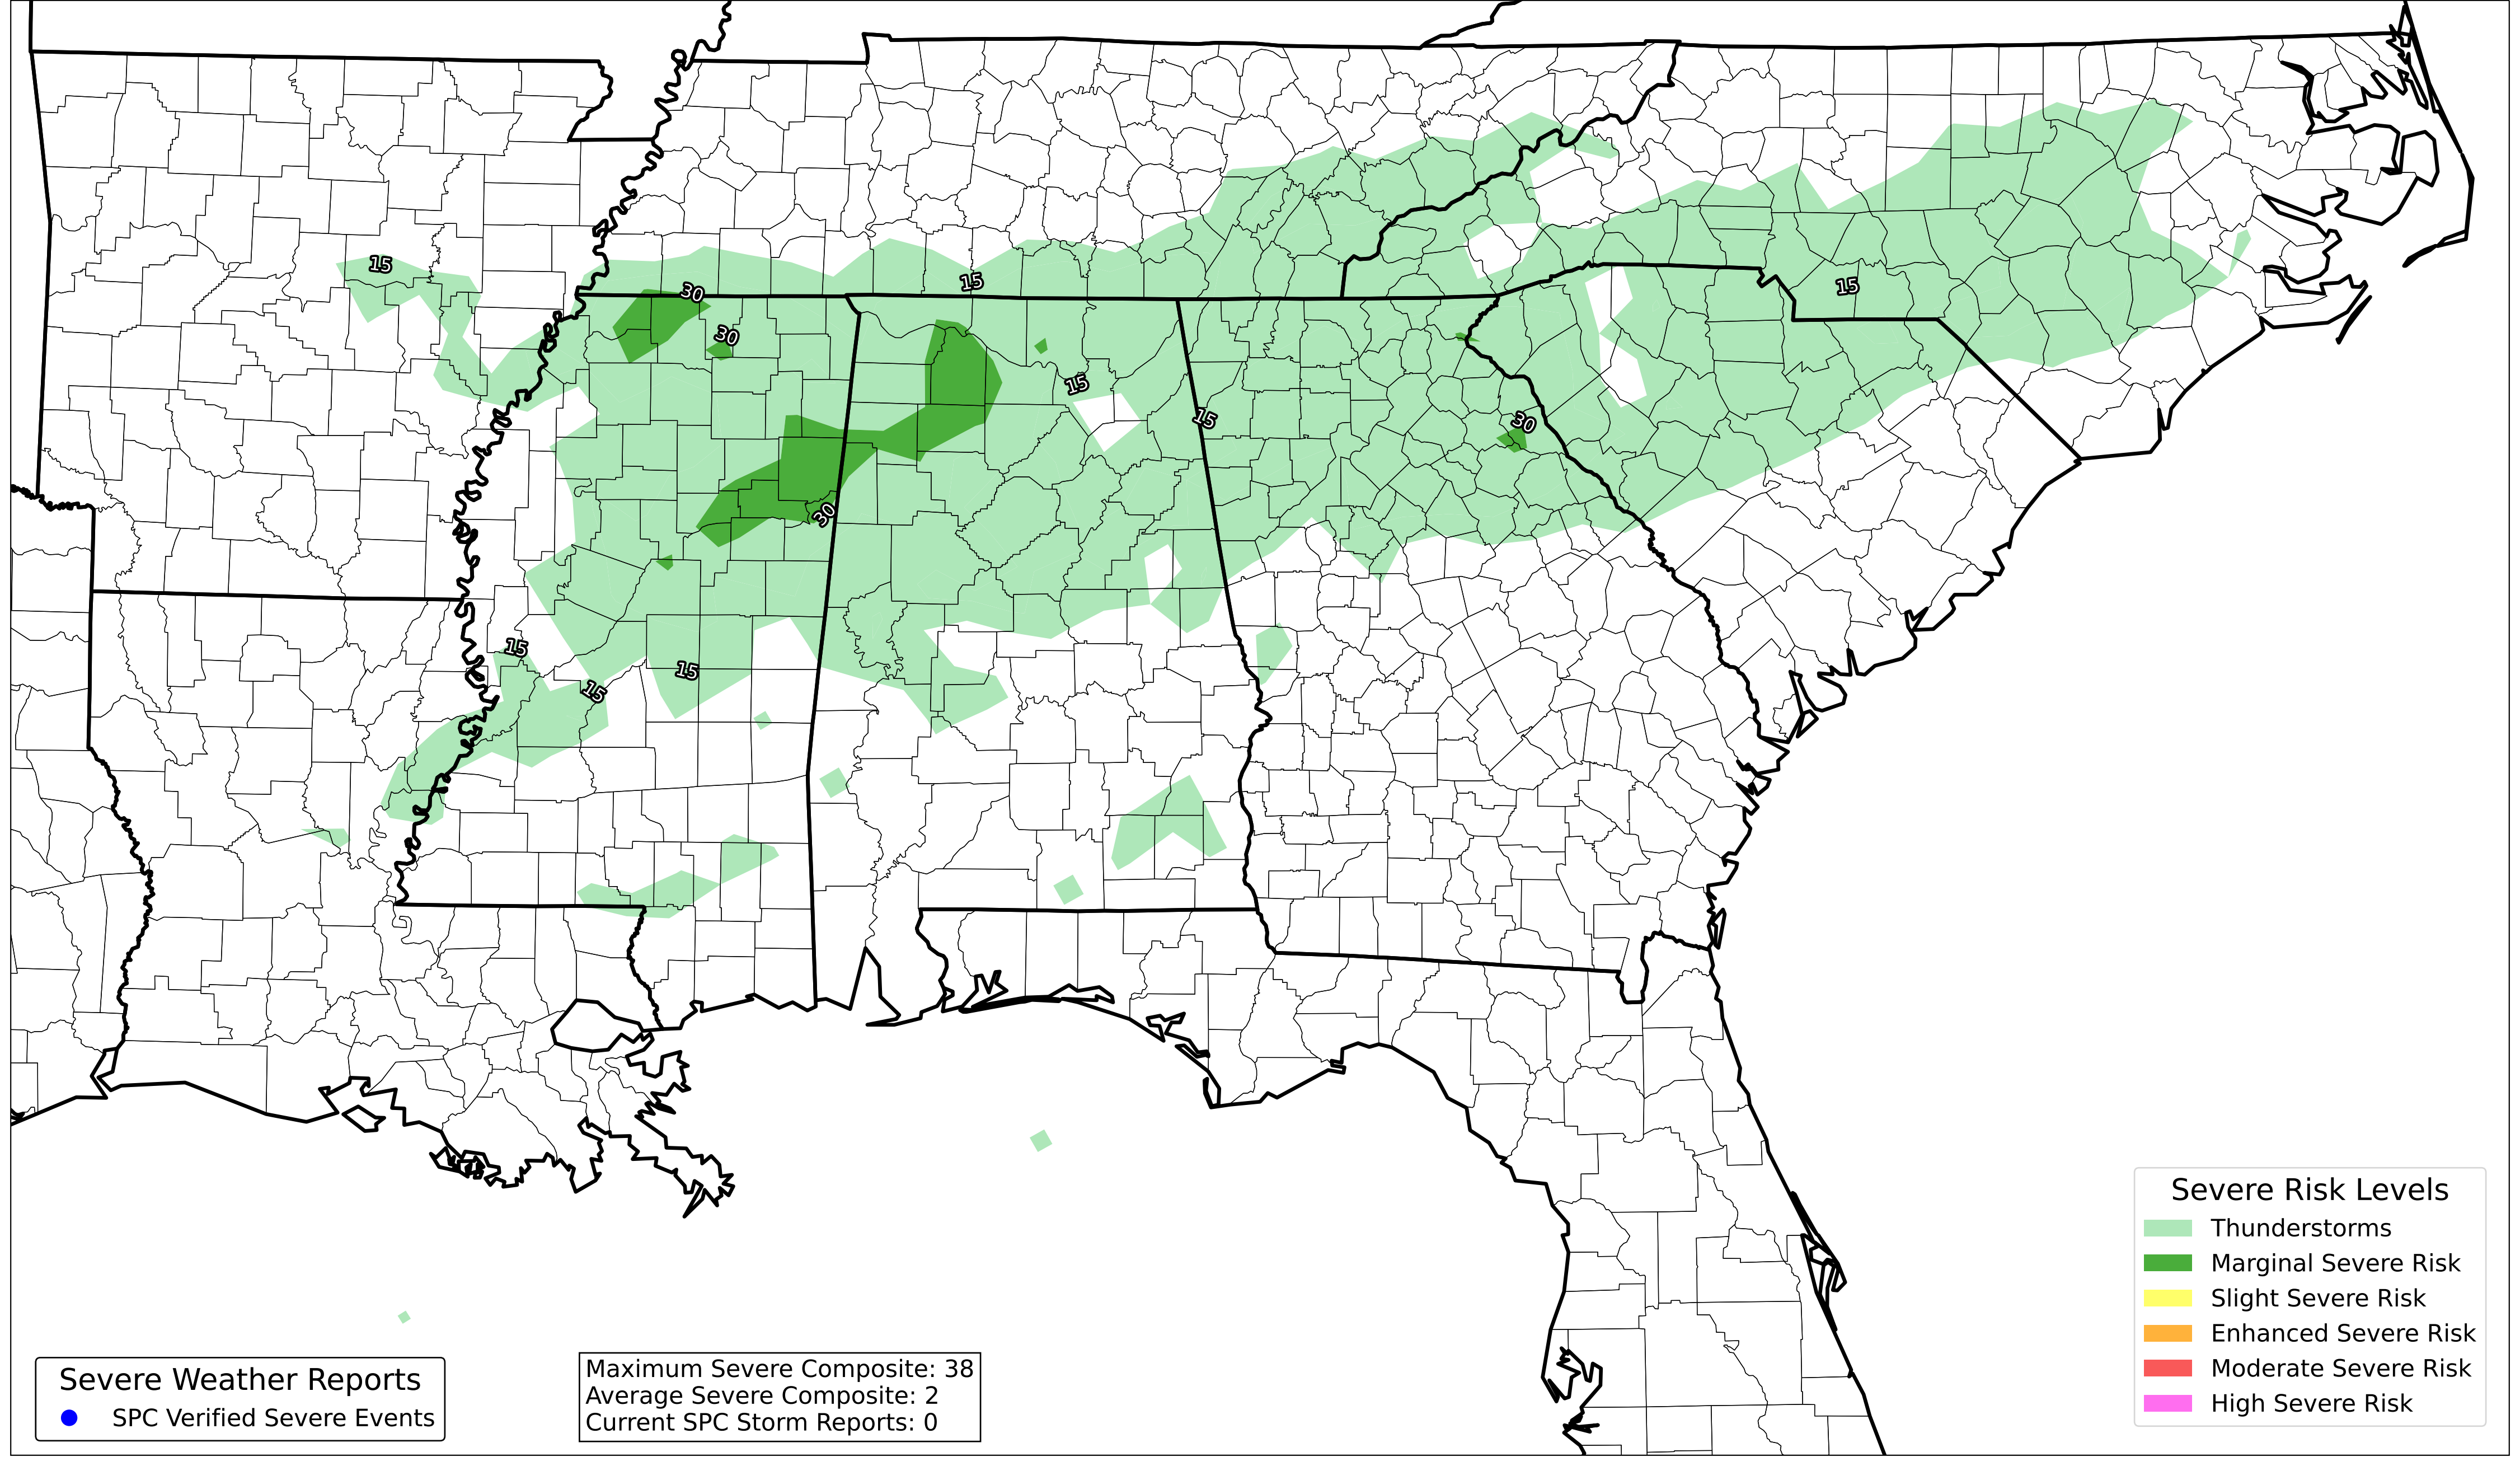 15
30
15
30
15
15
15
30
30
15
15
15
Severe Risk Levels
Thunderstorms
Marginal Severe Risk
Slight Severe Risk
Enhanced Severe Risk
Moderate Severe Risk
High Severe Risk
Severe Weather Reports
SPC Verified Severe Events
Maximum Severe Composite: 38
Average Severe Composite: 2
Current SPC Storm Reports: 0